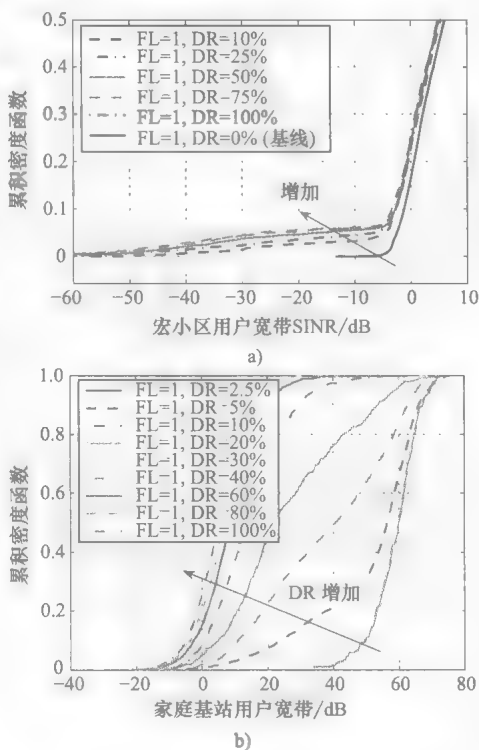 0.5
0.4
0.3
0.2
0.1
0
累积密度函数
FL=1, DR=10%
FL=1, DR=25%
FL=1, DR=50%
FL=1, DR=75%
FL=1, DR=100%
FL=1, DR=0% (基线)
增加
-60 -50 -40 -30 -20 -10 0 10
宏小区用户宽带SINR/dB
a)
1.0
0.8
0.6
0.4
0.2
0
累积密度函数
FL=1, DR=2.5%
FL=1, DR=5%
FL=1, DR=10%
FL=1, DR=20%
FL=1, DR=30%
FL=1, DR=40%
FL=1, DR=60%
FL=1, DR=80%
FL=1, DR=100%
DR 增加
-40 -20 0 20 40 60 80
家庭基站用户宽带/dB
b)